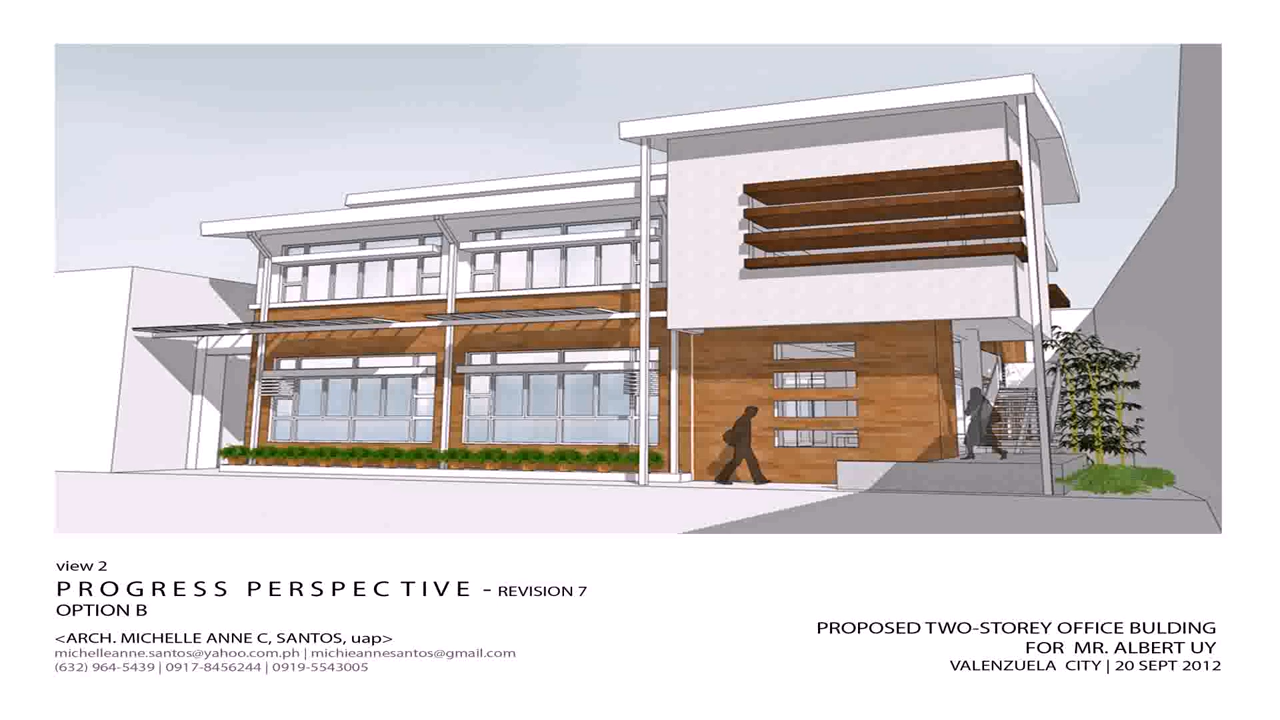 view 2
PROGRESS PERSPECTIVE - REVISION 7
OPTION B
<ARCH. MICHELLE ANNE C, SANTOS, uap>
michelleanne.santos@yahoo.com.ph | michieannesantos@gmail.com
(632) 964-5439 | 0917-8456244 | 0919-5543005
PROPOSED TWO-STOREY OFFICE BULDING
FOR MR. ALBERT UY
VALENZUELA CITY | 20 SEPT 2012